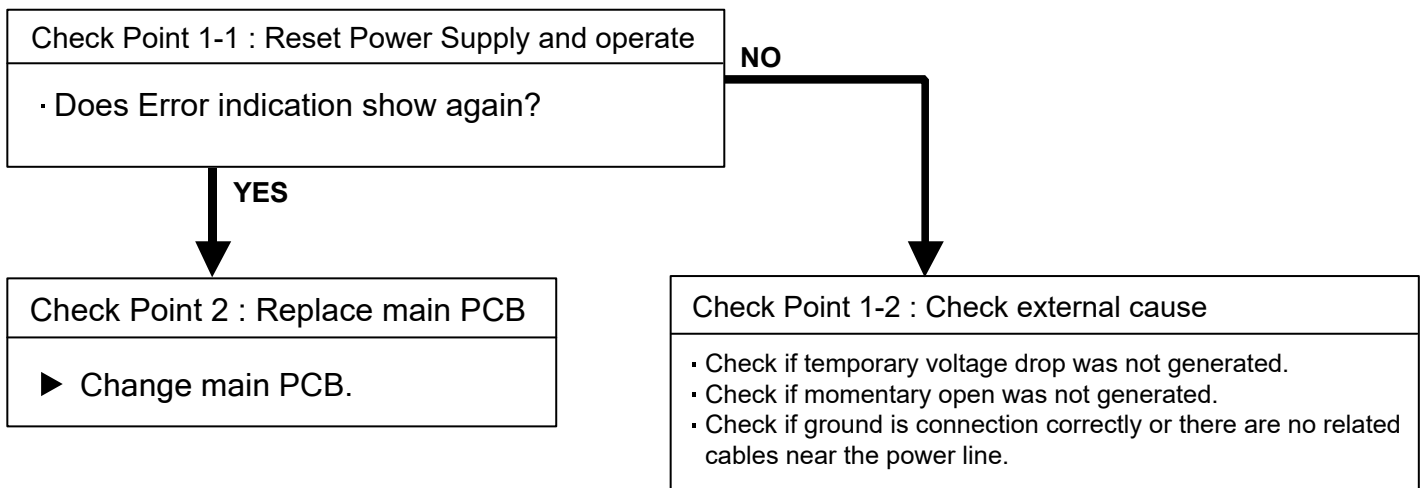 Check Point 1-1 : Reset Power Supply and operate
NO
· Does Error indication show again?
YES
Check Point 2 : Replace main PCB
▶ Change main PCB.
Check Point 1-2 : Check external cause
· Check if temporary voltage drop was not generated.
· Check if momentary open was not generated.
· Check if ground is connection correctly or there are no related
cables near the power line.